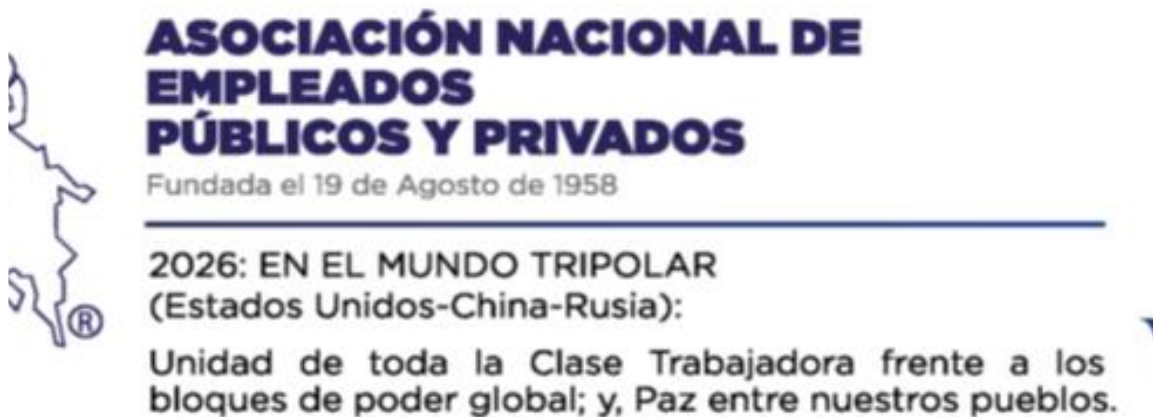 ASOCIACIÓN NACIONAL DE
EMPLEADOS
PÚBLICOS Y PRIVADOS
Fundada el 19 de Agosto de 1958
2026: EN EL MUNDO TRIPOLAR
(Estados Unidos-China-Rusia):
®
Unidad de toda la Clase Trabajadora frente a los
bloques de poder global; y, Paz entre nuestros pueblos.